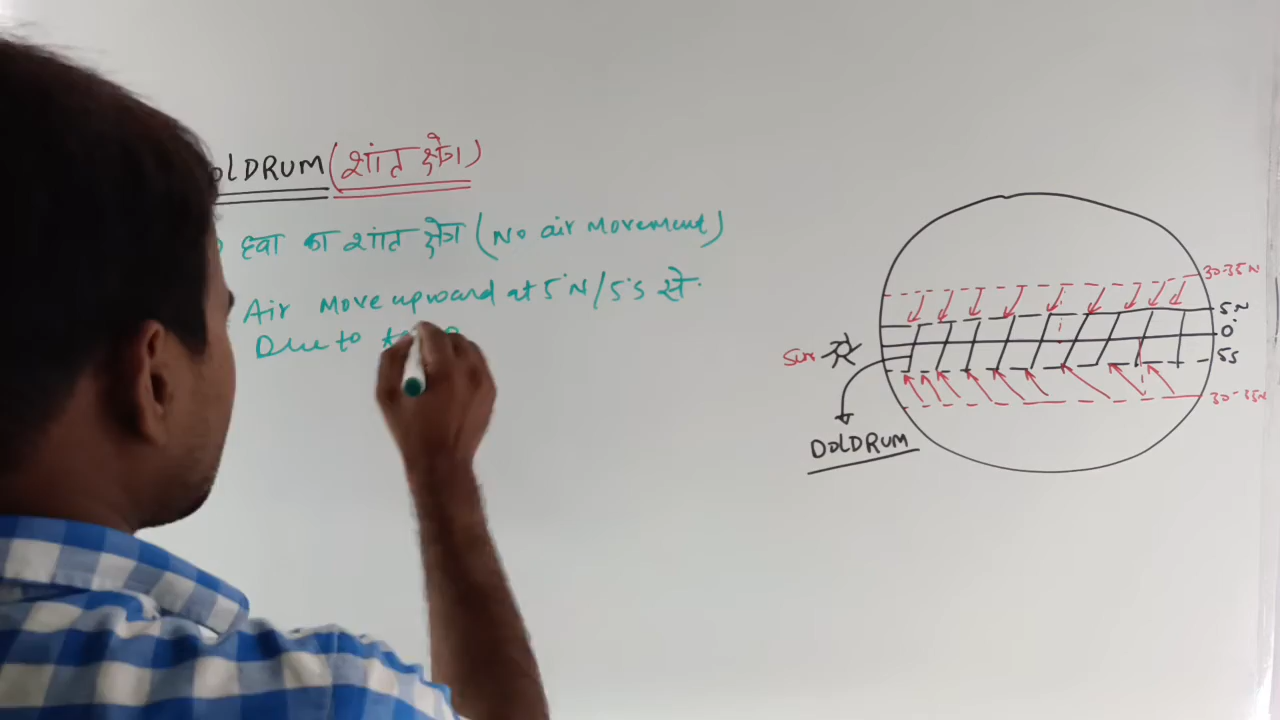 OLDRUM (शांत क्षेत्र)
हवा का शांत क्षेत्र (No air movement)
Air move upward at 5°N/5°S से.
Due to
30-35N
5N
0°
5S
30-35N
Sun
DOLDRUM